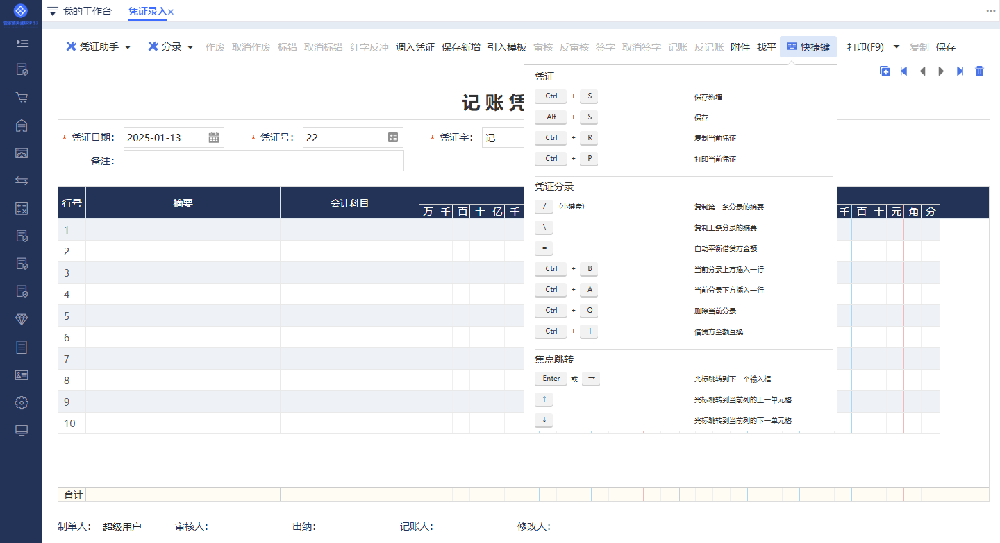 我的工作台 凭证录入
凭证助手 分录 作废 取消作废 标错 取消标错 红字反冲 调入凭证 保存新增 引入模板 审核 反审核 签字 取消签字 记账 反记账 附件 找平 快捷键 打印(F9) 复制 保存
记账凭
* 凭证日期: 2025-01-13 * 凭证号: 22 * 凭证字: 记
备注:
行号 摘要 会计科目
万 千 百 十 亿 千 千 百 十 元 角 分
1
2
3
4
5
6
7
8
9
10
合计
制单人: 超级用户 审核人: 出纳: 记账人: 修改人:
凭证
Ctrl + S 保存新增
Alt + S 保存
Ctrl + R 复制当前凭证
Ctrl + P 打印当前凭证
凭证分录
/ (小键盘) 复制第一条分录的摘要
\ 复制上条分录的摘要
= 自动平衡借贷方金额
Ctrl + B 当前分录上方插入一行
Ctrl + A 当前分录下方插入一行
Ctrl + Q 删除当前分录
Ctrl + 1 借贷方金额互换
焦点跳转
Enter 或 → 光标跳转到下一个输入框
↑ 光标跳转到当前列的上一单元格
↓ 光标跳转到当前列的下一单元格